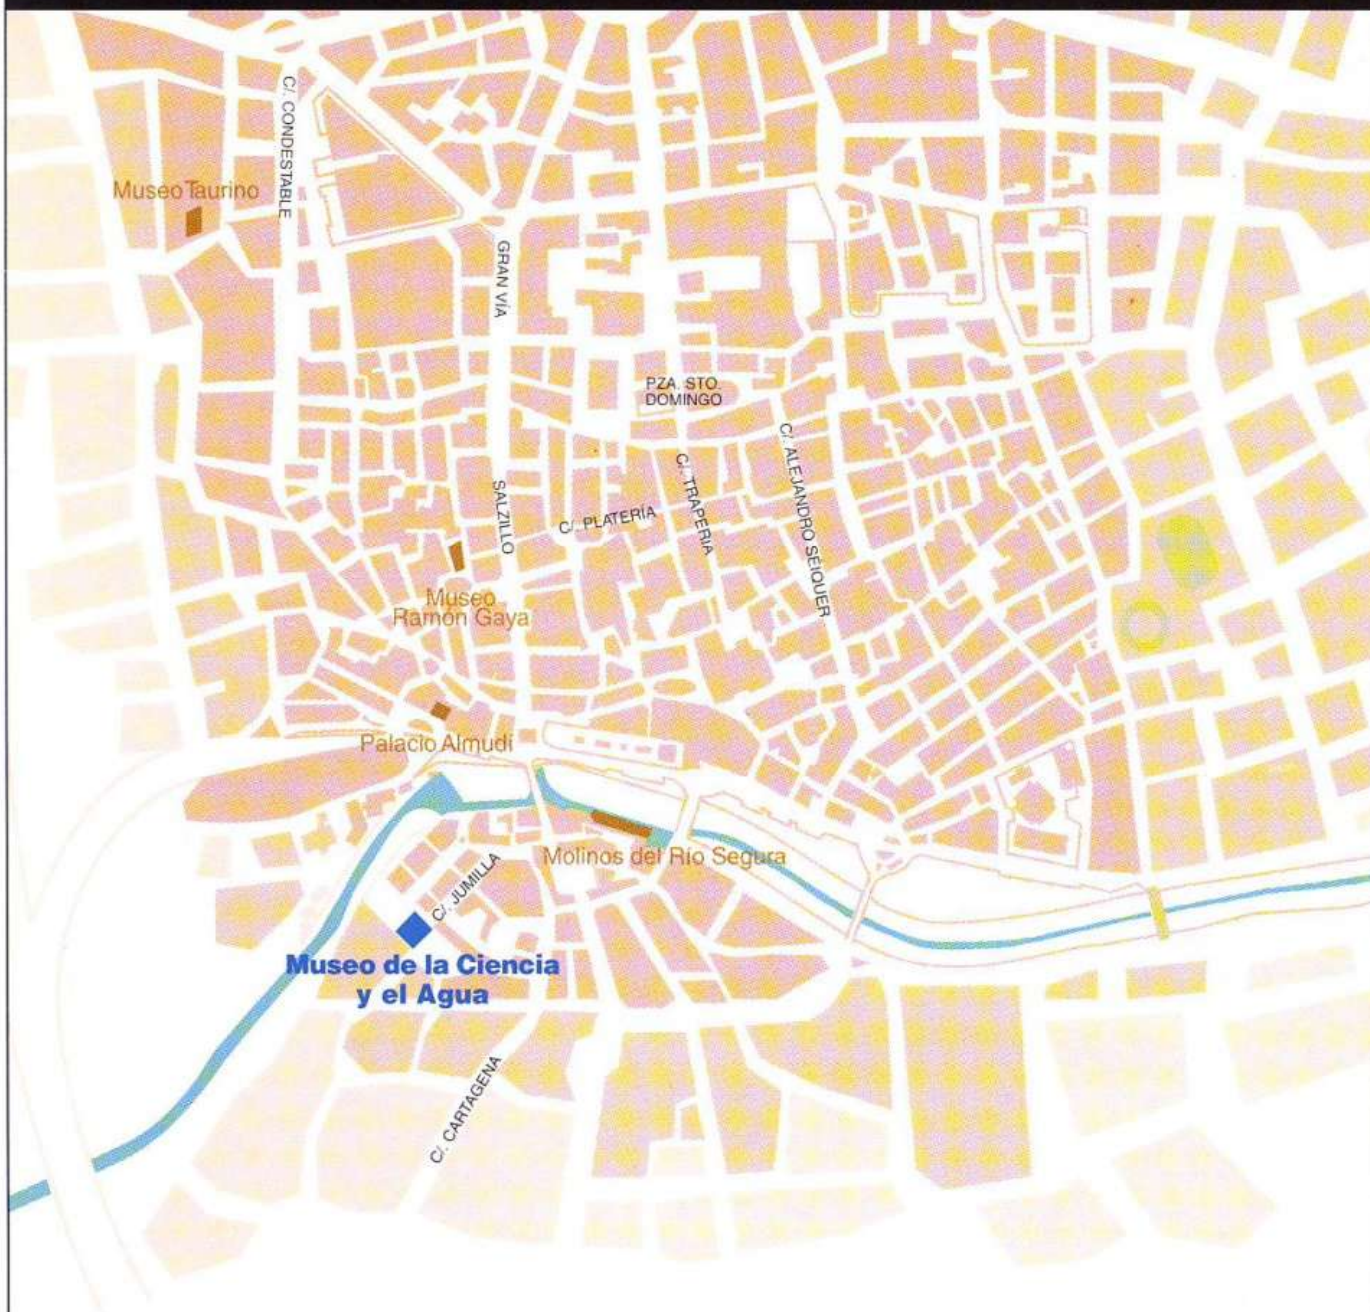 C/. CONDESTABLE
Museo Taurino
GRAN VÍA
PZA. STO.
DOMINGO
C/. ALEJANDRO SEIQUER
C/. TRAPERIA
SALZILLO
C/. PLATERÍA
Museo
Ramón Gaya
Palacio Almudí
Molinos del Río Segura
C/. JUMILLA
Museo de la Ciencia
y el Agua
C/. CARTAGENA